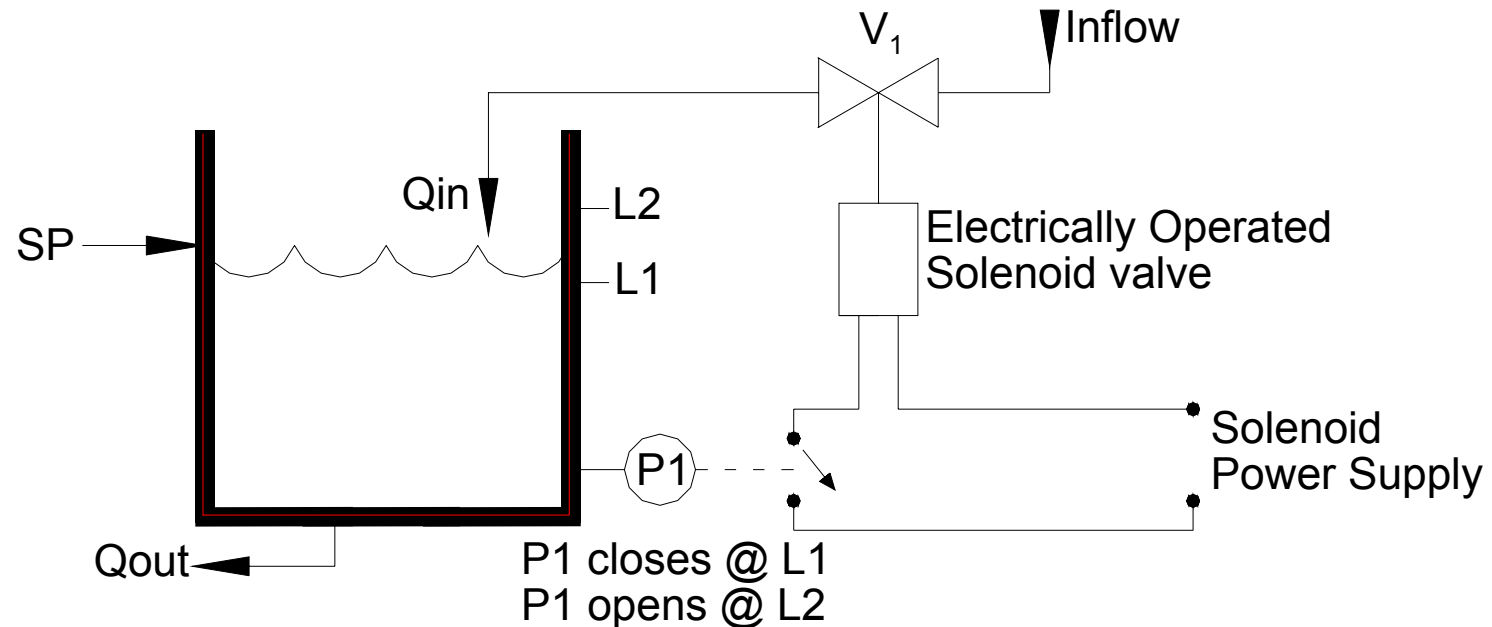 V₁
Inflow
Qin
L2
SP
L1
Electrically Operated
Solenoid valve
P1
Solenoid
Power Supply
Qout
P1 closes @ L1
P1 opens @ L2